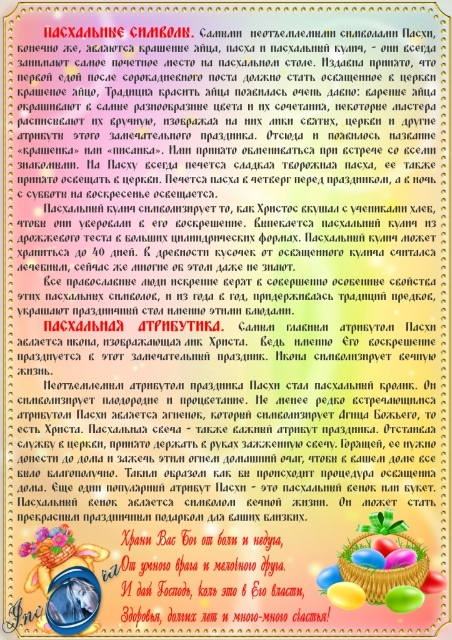 ПАСХАЛЬНЫЕ СИМВОЛЫ. Самыми неотъемлемыми символами Пасхи,
конечно же, являются крашеные яйца, пасха и пасхальный кулич, - они всегда
занимают самое почетное место на пасхальном столе. Издавна принято, что
первой едой после сорокадневного поста должно стать освященное в церкви
крашеное яйцо, Традиция красить яйца появилась очень давно: вареные яйца
окрашивают в самые разнообразные цвета и их сочетания, некоторые мастера
расписывают их вручную, изображая на них лики святых, церкви и другие
атрибуты этого замечательного праздника. Отсюда и появилось название
«крашенка» или «писанка». Ими принято обмениваться при встрече со всеми
знакомыми. На Пасху всегда печется сладкая творожная пасха, ее также
принято освещать в церкви. Печется пасха в четверг перед праздником, а в ночь
с субботы на воскресенье освещается.
Пасхальный кулич символизирует то, как Христос вкушал с учениками хлеб,
чтобы они уверовали в его воскрешение. Выпекается пасхальный кулич из
дрожжевого теста в больших цилиндрических формах. Пасхальный кулич может
храниться до 40 дней. В древности кусочек от освященного кулича считался
лечебным, сейчас же многие об этом даже не знают.
Все православные люди искренне верят в совершенно особенные свойства
этих пасхальных символов, и из года в год, придерживаясь традиций предков,
украшают праздничный стол именно этими блюдами.
ПАСХАЛЬНАЯ АТРИБУТИКА. Самым главным атрибутом Пасхи
является икона, изображающая лик Христа. Ведь именно Его воскрешение
празднуется в этот замечательный праздник. Икона символизирует вечную
жизнь.
Неотъемлемым атрибутом праздника Пасхи стал пасхальный кролик. Он
символизирует плодородие и процветание. Не менее редко встречающимся
атрибутом Пасхи является ягненок, который символизирует Агнца Божьего, то
есть Христа. Пасхальная свеча - также важный атрибут праздника. Отстаивая
службу в церкви, принято держать в руках зажженную свечу. Горящей, ее нужно
донести до дома и зажечь этим огнем домашний очаг, чтобы в вашем доме все
было благополучно. Таким образом как бы происходит процедура освящения
дома. Еще один популярный атрибут Пасхи - это пасхальный венок или букет.
Пасхальный венок является символом вечной жизни. Он может стать
прекрасным праздничным подарком для ваших близких.
Храни Вас Бог от боли и недуга,
От умного врага и мелочного друга.
И дай Господь, коль это в Его власти,
Здоровья, долгих лет и много-много счастья!